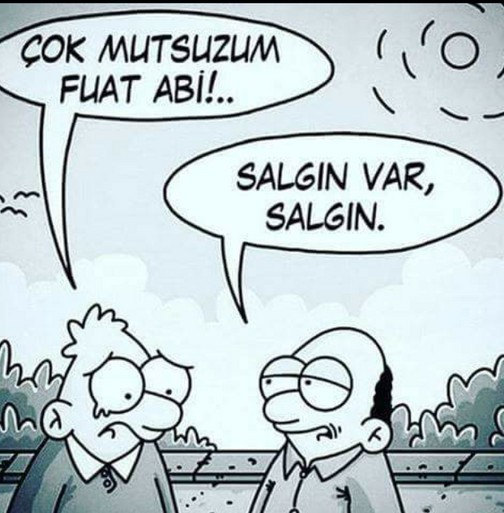 ÇOK MUTSUZUM
FUAT ABİ!..
SALGIN VAR,
SALGIN.